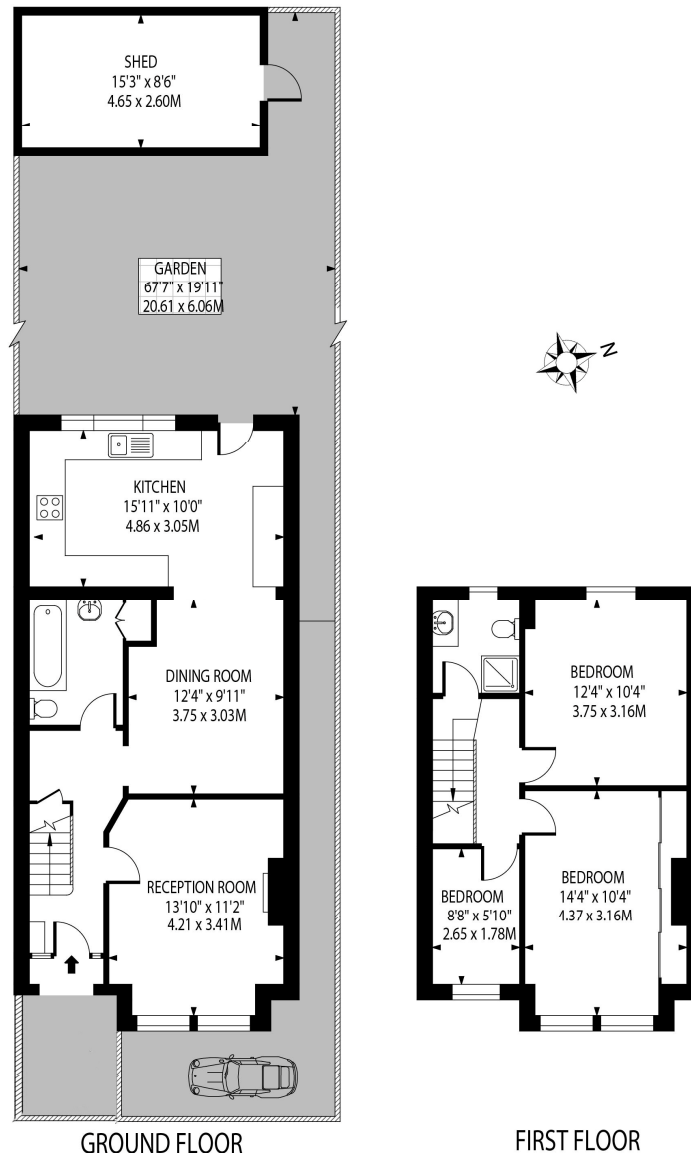 SHED
15'3" x 8'6"
4.65 x 2.60M
GARDEN
67'7" x 19'11"
20.61 x 6.06M
N
KITCHEN
15'11" x 10'0"
4.86 x 3.05M
DINING ROOM
12'4" x 9'11"
3.75 x 3.03M
RECEPTION ROOM
13'10" x 11'2"
4.21 x 3.41M
BEDROOM
12'4" x 10'4"
3.75 x 3.16M
BEDROOM
14'4" x 10'4"
4.37 x 3.16M
BEDROOM
8'8" x 5'10"
2.65 x 1.78M
GROUND FLOOR
FIRST FLOOR